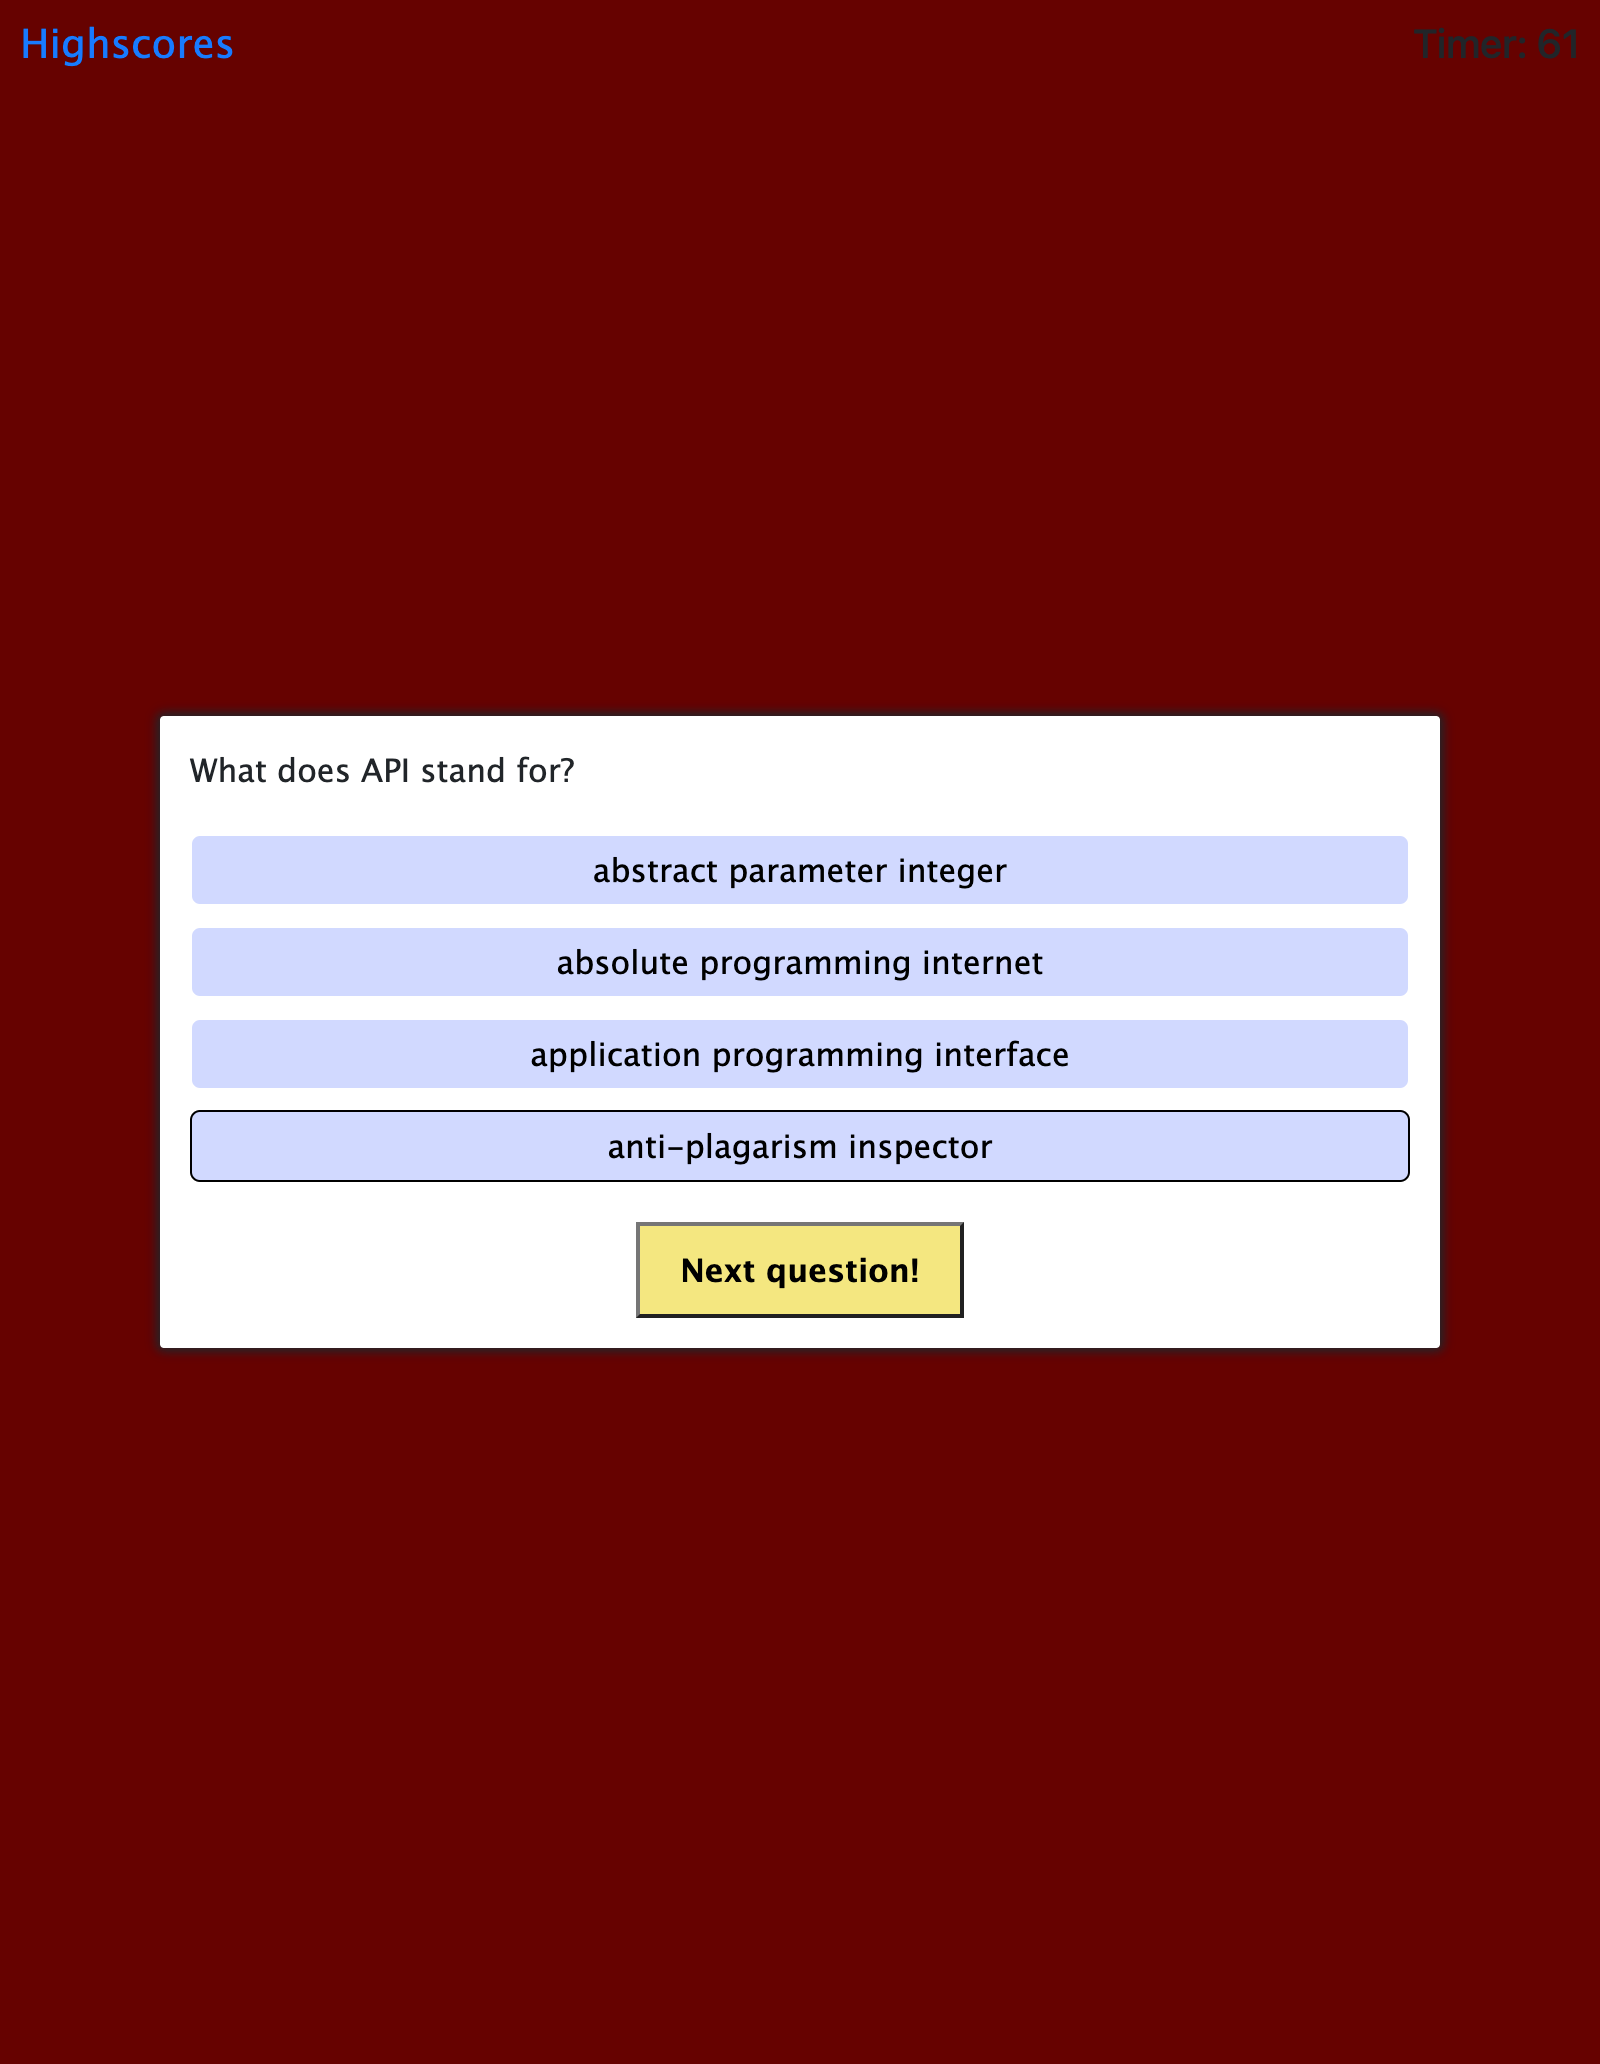 Highscores
Timer: 61
What does API stand for?
abstract parameter integer
absolute programming internet
application programming interface
anti-plagarism inspector
Next question!